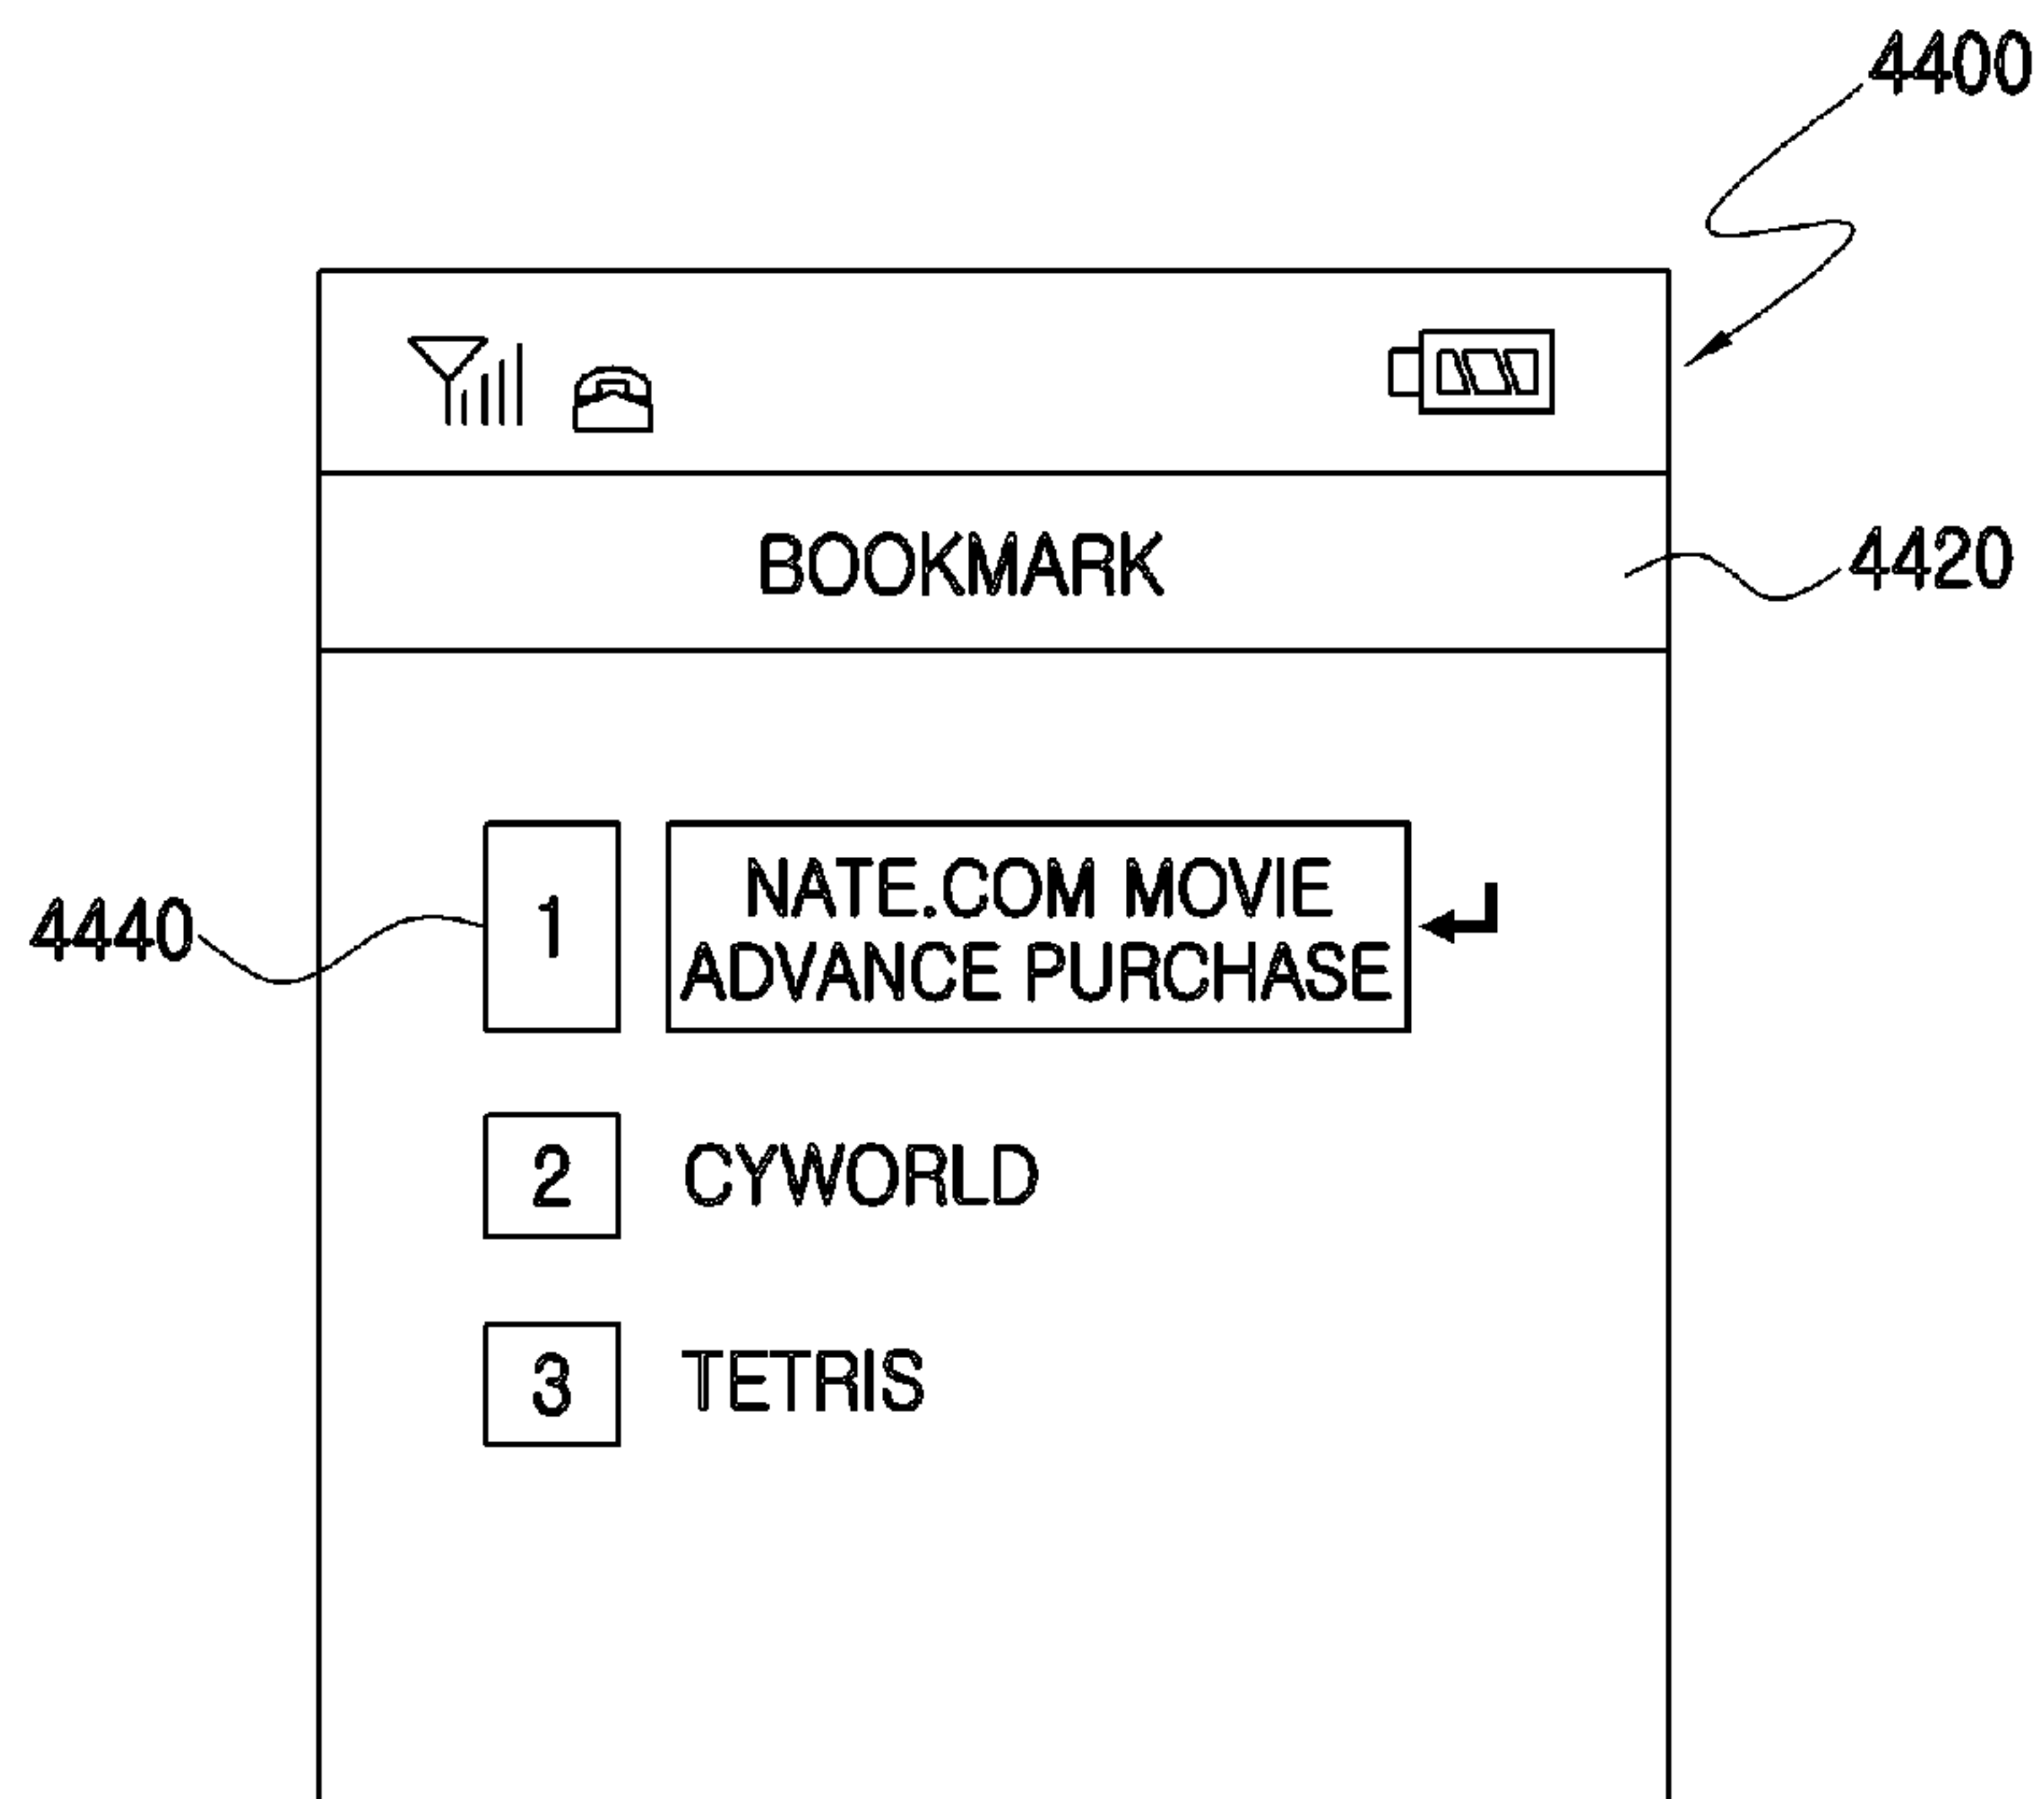 4400
BOOKMARK
4420
4440
1
NATE.COM MOVIE
ADVANCE PURCHASE
2
CYWORLD
3
TETRIS